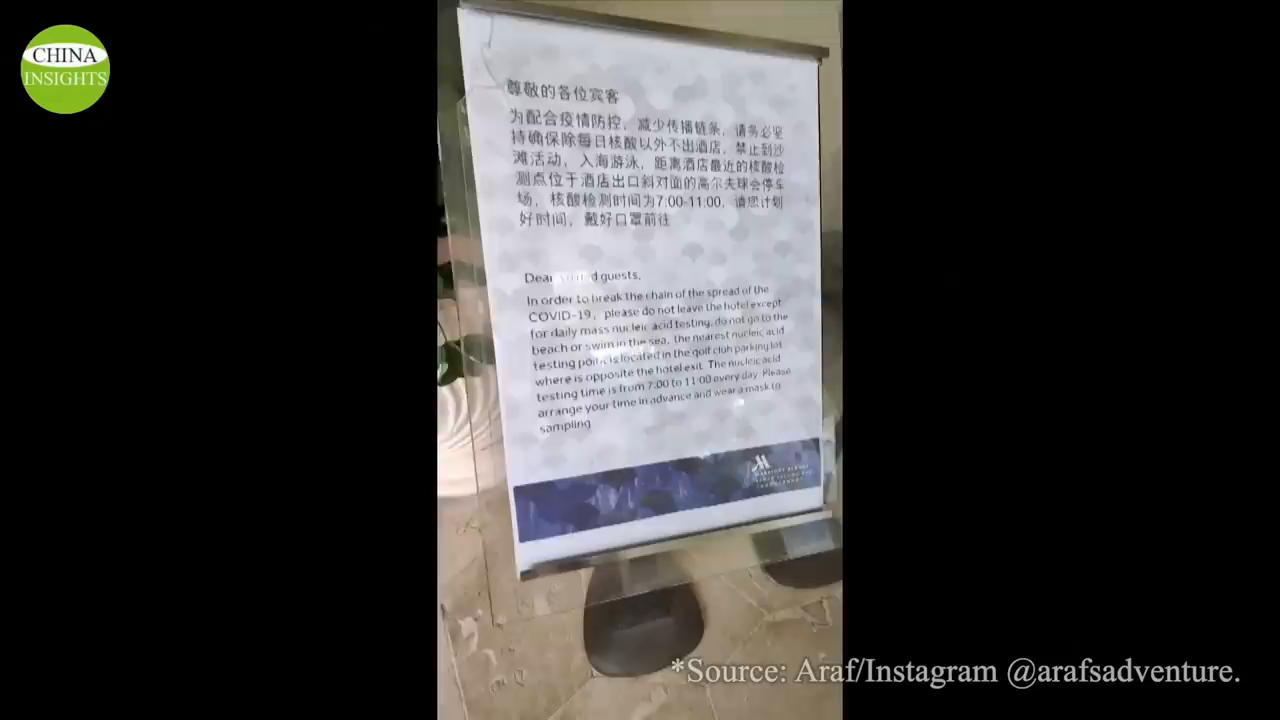 CHINA
INSIGHTS
尊敬的各位宾客
为配合疫情防控，减少传播链条，请务必坚
持确保除每日核酸以外不出酒店，禁止到沙
滩活动，入海游泳，距离酒店最近的核酸检
测点位于酒店出口斜对面的高尔夫球会停车
场，核酸检测时间为7:00-11:00，请您计划
好时间，戴好口罩前往
Dear guests,
In order to break the chain of the spread of the
COVID-19, please do not leave the hotel except
for daily mass nucleic acid testing, do not go to the
beach or swim in the sea, the nearest nucleic acid
testing point is located in the golf club parking lot
where is opposite the hotel exit. The nucleic acid
testing time is from 7:00 to 11:00 every day. Please
arrange your time in advance and wear a mask to
sampling
*Source: Araf/Instagram @arafsadventure.